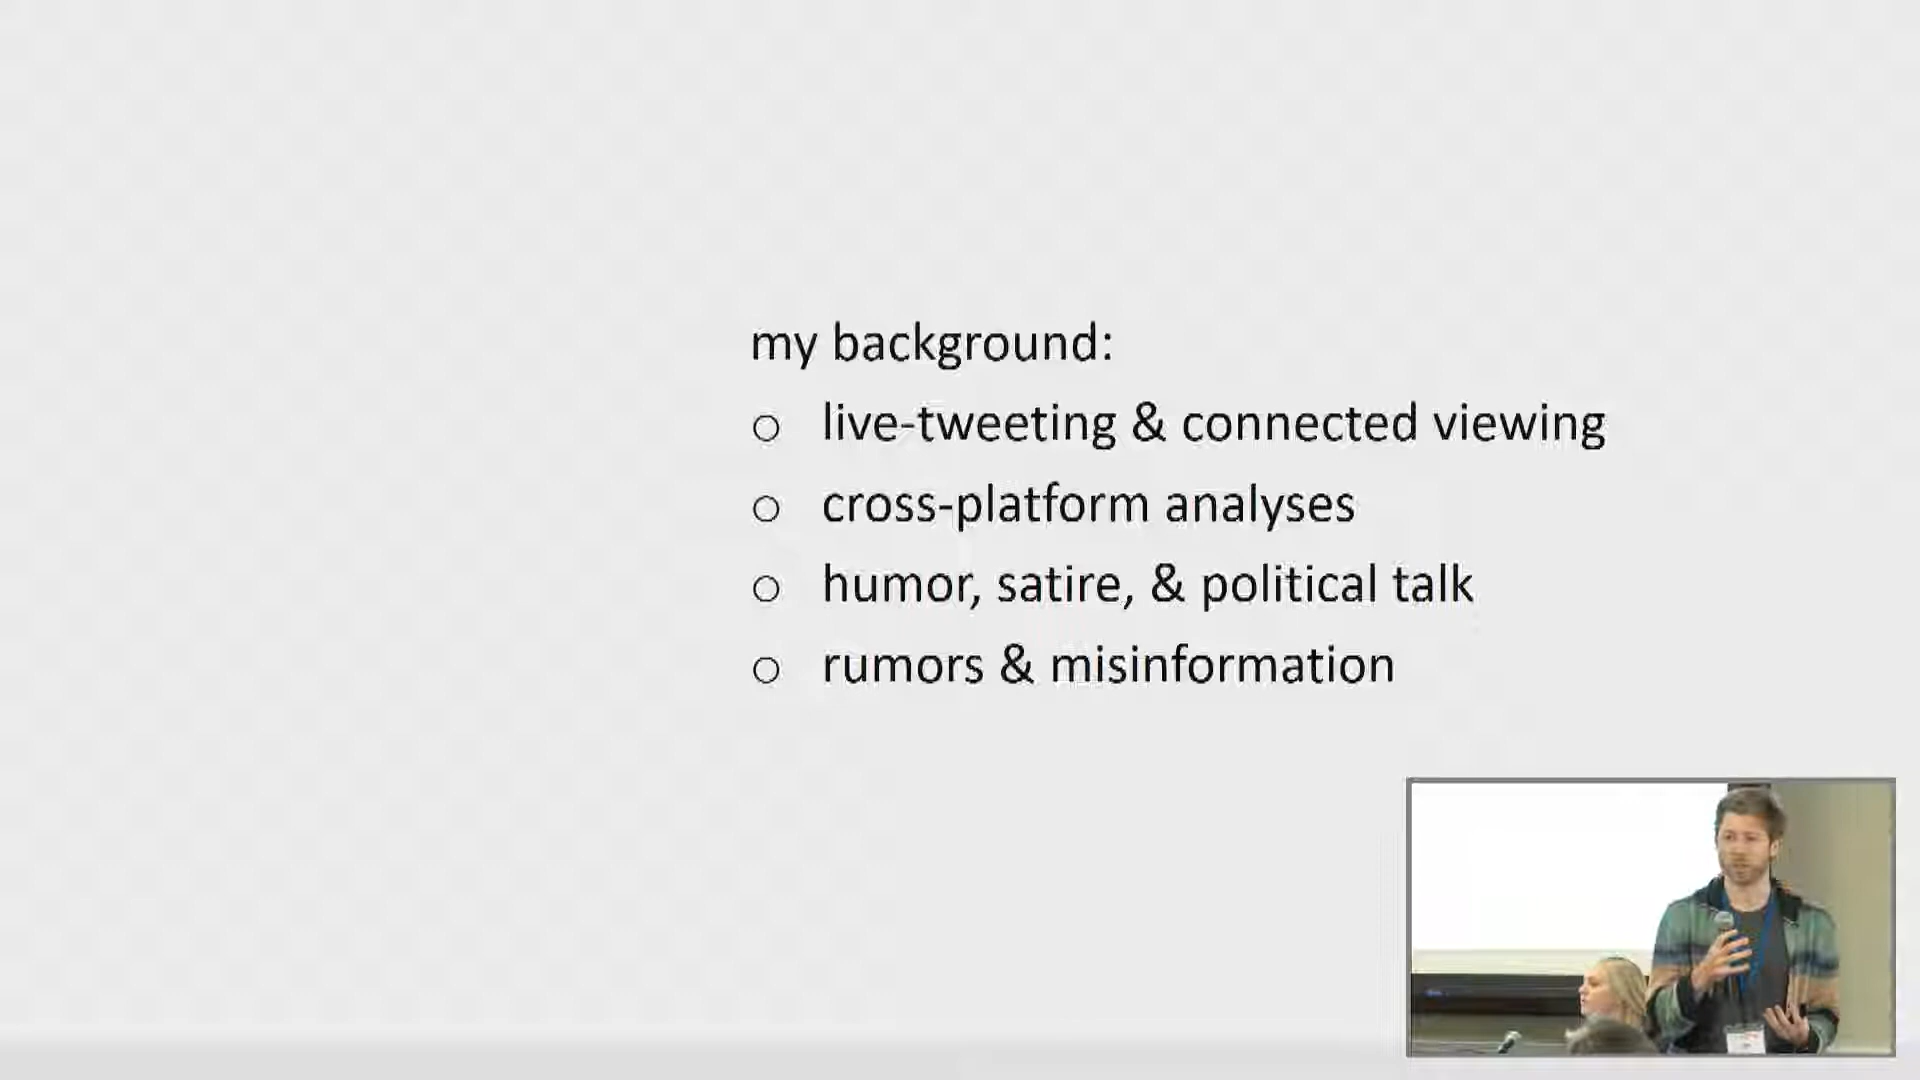 my background:
o live-tweeting & connected viewing
o cross-platform analyses
o humor, satire, & political talk
o rumors & misinformation